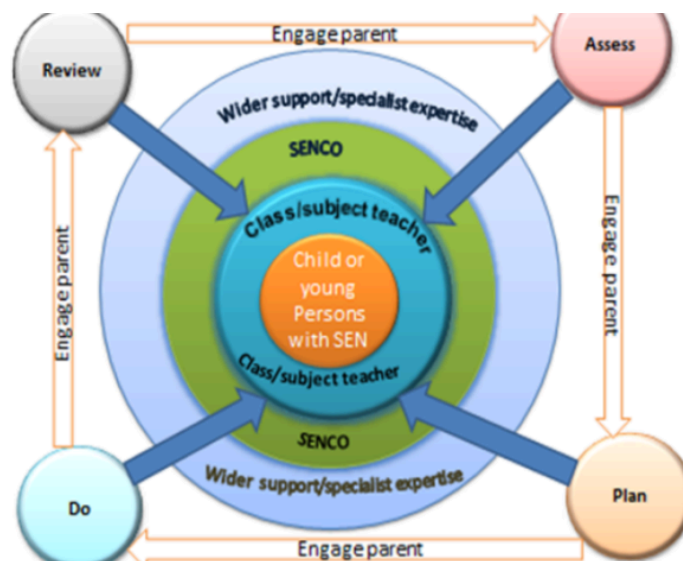 Engage parent
Review
Assess
Wider support/specialist expertise
SENCO
Class/subject teacher
Child or
young
Persons
with SEN
Engage parent
Engage parent
Class/subject teacher
SENCO
Wider support/specialist expertise
Do
Plan
Engage parent